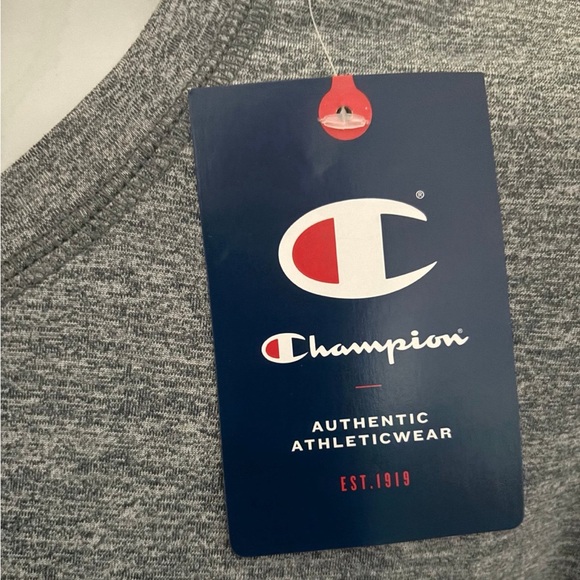 ®
Champion®
AUTHENTIC
ATHLETICWEAR
EST.1919